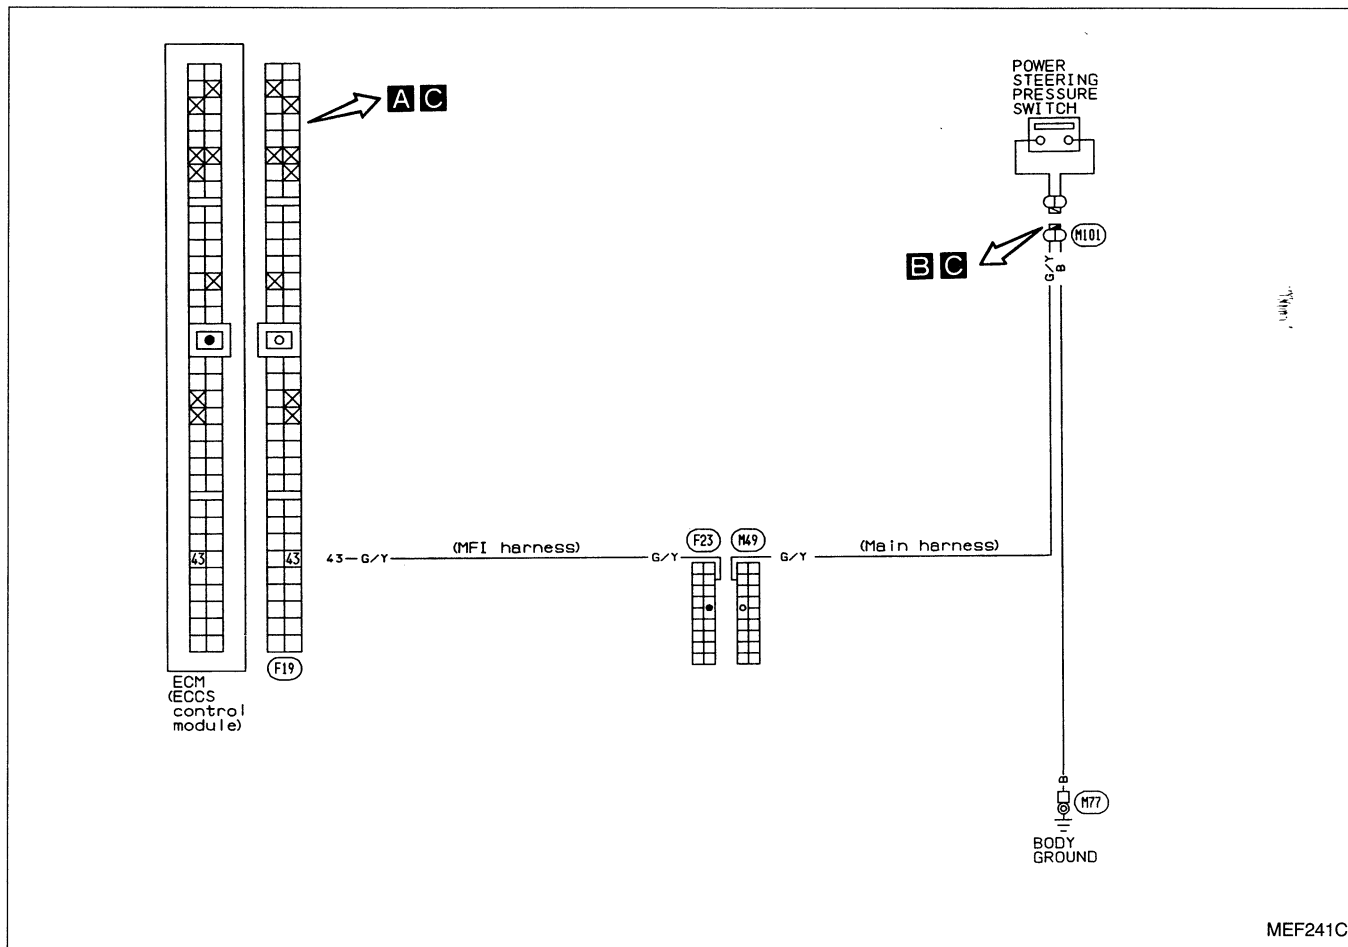 POWER
STEERING
PRESSURE
SWITCH
A C
M101
B C
G/Y
B
43
43
43 G/Y
(MFI harness)
G/Y
F23
M49
G/Y
(Main harness)
F19
ECM
(ECCS
control
module)
B
M77
BODY
GROUND
MEF241C